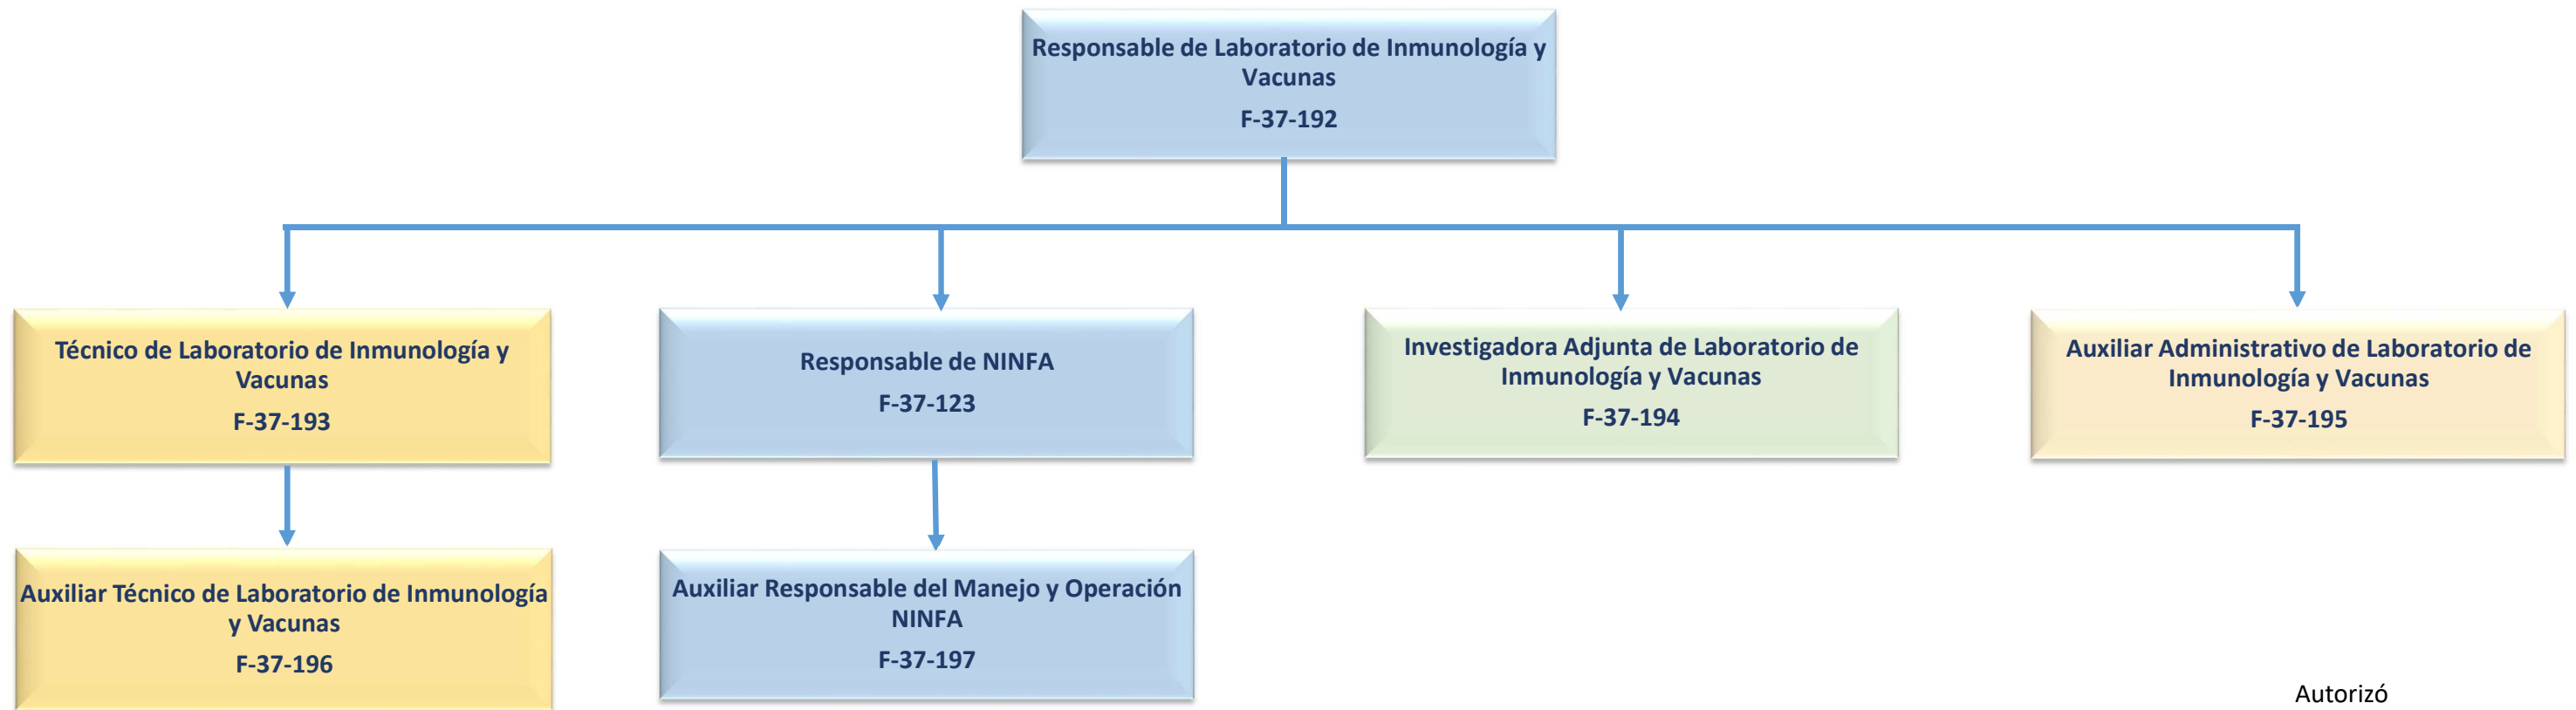 Responsable de Laboratorio de Inmunología y
Vacunas
F-37-192
Técnico de Laboratorio de Inmunología y
Vacunas
F-37-193
Responsable de NINFA
F-37-123
Investigadora Adjunta de Laboratorio de
Inmunología y Vacunas
F-37-194
Auxiliar Administrativo de Laboratorio de
Inmunología y Vacunas
F-37-195
Auxiliar Técnico de Laboratorio de Inmunología
y Vacunas
F-37-196
Auxiliar Responsable del Manejo y Operación
NINFA
F-37-197
Autorizó